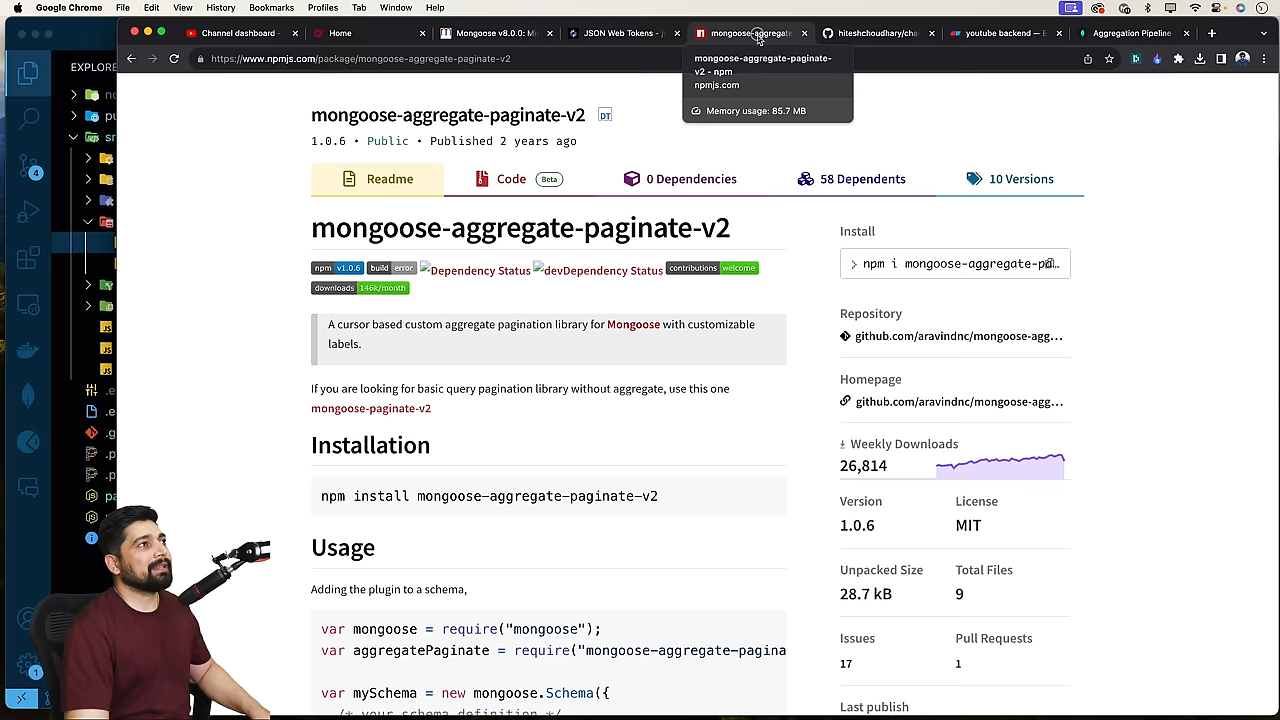 Google Chrome File Edit View History Bookmarks Profiles Tab Window Help
Channel dashboard - Home Mongoose v8.0.0: Mi JSON Web Tokens - j mongoose-aggregate hiteshchoudhary/chai youtube backend — E Aggregation Pipeline
https://www.npmjs.com/package/mongoose-aggregate-paginate-v2
mongoose-aggregate-paginate-
v2 - npm
npmjs.com
Memory usage: 85.7 MB
EXPLORE
mongoose-aggregate-paginate-v2 DT
1.0.6 • Public • Published 2 years ago
Readme Code Beta 0 Dependencies 58 Dependents 10 Versions
mongoose-aggregate-paginate-v2
npm v1.0.6 build error Dependency Status devDependency Status contributions welcome
downloads 146k/month
A cursor based custom aggregate pagination library for Mongoose with customizable
labels.
If you are looking for basic query pagination library without aggregate, use this one
mongoose-paginate-v2
Installation
npm install mongoose-aggregate-paginate-v2
Usage
Adding the plugin to a schema,
var mongoose = require("mongoose");
var aggregatePaginate = require("mongoose-aggregate-pagina
var mySchema = new mongoose.Schema({
/* your schema definition */
Install
> npm i mongoose-aggregate-pa…
Repository
github.com/aravindnc/mongoose-agg...
Homepage
github.com/aravindnc/mongoose-agg...
Weekly Downloads
26,814
Version License
1.0.6 MIT
Unpacked Size Total Files
28.7 kB 9
Issues Pull Requests
17 1
Last publish